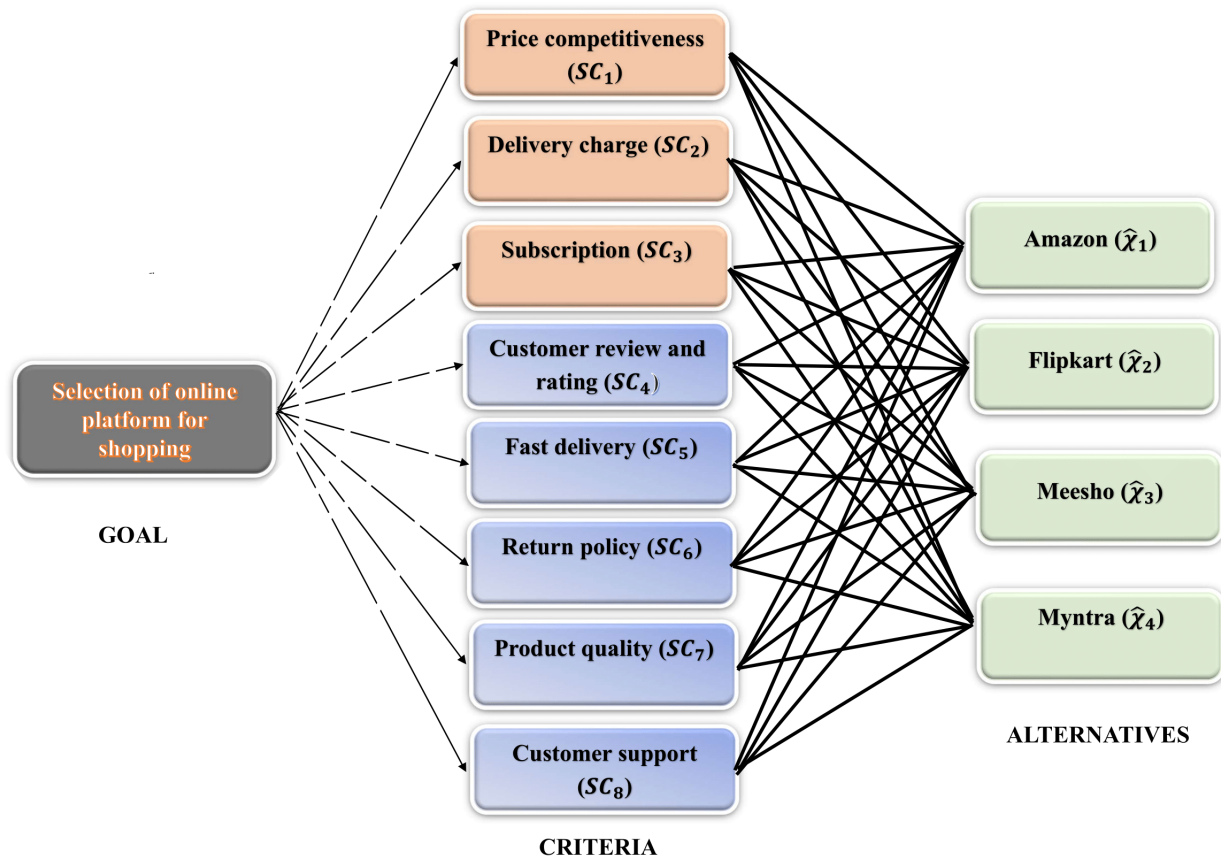 Price competitiveness
(𝑺𝑪₁)
Delivery charge (𝑺𝑪₂)
Subscription (𝑺𝑪₃)
Customer review and
rating (𝑺𝑪₄)
Fast delivery (𝑺𝑪₅)
Return policy (𝑺𝑪₆)
Product quality (𝑺𝑪₇)
Customer support
(𝑺𝑪₈)
CRITERIA
Selection of online
platform for
shopping
GOAL
Amazon (χ̂₁)
Flipkart (χ̂₂)
Meesho (χ̂₃)
Myntra (χ̂₄)
ALTERNATIVES